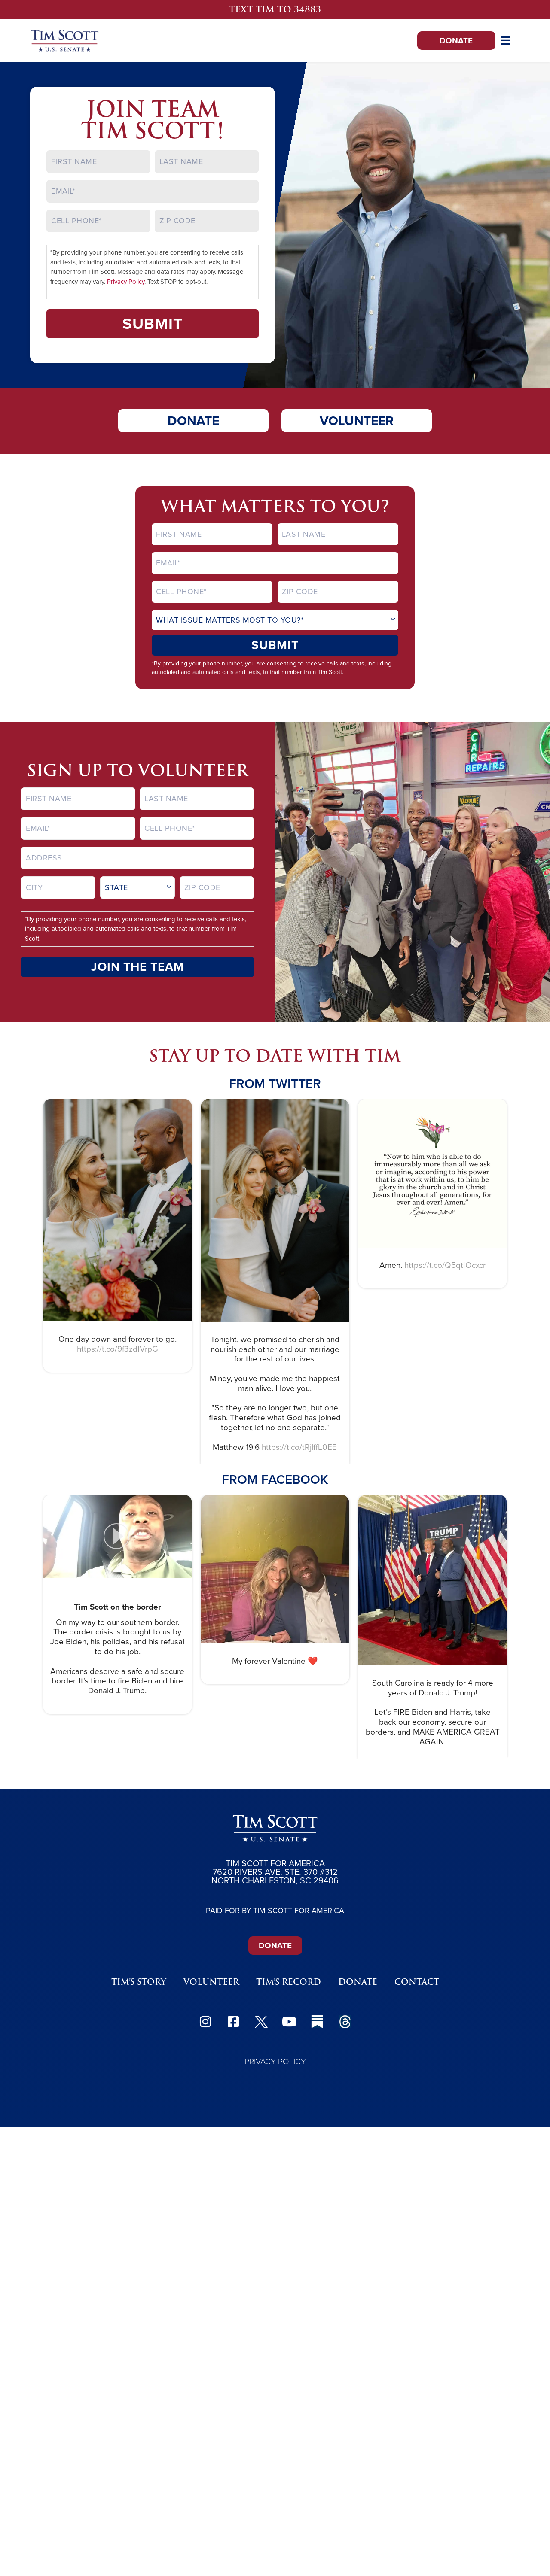 TEXT TIM TO 34883
TIM SCOTT
U.S. SENATE
DONATE
JOIN TEAM
TIM SCOTT!
FIRST NAME
LAST NAME
EMAIL*
CELL PHONE*
ZIP CODE
*By providing your phone number, you are consenting to receive calls
and texts, including autodialed and automated calls and texts, to that
number from Tim Scott. Message and data rates may apply. Message
frequency may vary. Privacy Policy. Text STOP to opt-out.
SUBMIT
DONATE
VOLUNTEER
WHAT MATTERS TO YOU?
FIRST NAME
LAST NAME
EMAIL*
CELL PHONE*
ZIP CODE
WHAT ISSUE MATTERS MOST TO YOU?*
SUBMIT
*By providing your phone number, you are consenting to receive calls and texts, including
autodialed and automated calls and texts, to that number from Tim Scott.
TIRES
CAR
REPAIRS
VALVOLINE
CH
SIGN UP TO VOLUNTEER
FIRST NAME
LAST NAME
EMAIL*
CELL PHONE*
ADDRESS
CITY
STATE
ZIP CODE
*By providing your phone number, you are consenting to receive calls and texts,
including autodialed and automated calls and texts, to that number from Tim
Scott.
JOIN THE TEAM
STAY UP TO DATE WITH TIM
FROM TWITTER
One day down and forever to go.
Tonight, we promised to cherish and
nourish each other and our marriage
for the rest of our lives.
Mindy, you've made me the happiest
man alive. I love you.
"So they are no longer two, but one
flesh. Therefore what God has joined
together, let no one separate."
Matthew 19:6
"Now to him who is able to do
immeasurably more than all we ask
or imagine, according to his power
that is at work within us, to him be
glory in the church and in Christ
Jesus throughout all generations, for
ever and ever! Amen."
Amen.
FROM FACEBOOK
Tim Scott on the border
On my way to our southern border.
The border crisis is brought to us by
Joe Biden, his policies, and his refusal
to do his job.
Americans deserve a safe and secure
border. It's time to fire Biden and hire
Donald J. Trump.
My forever Valentine ❤️
TRUMP
South Carolina is ready for 4 more
years of Donald J. Trump!
Let's FIRE Biden and Harris, take
back our economy, secure our
borders, and MAKE AMERICA GREAT
AGAIN.
TIM SCOTT
U.S. SENATE
TIM SCOTT FOR AMERICA
7620 RIVERS AVE, STE. 370 #312
NORTH CHARLESTON, SC 29406
PAID FOR BY TIM SCOTT FOR AMERICA
DONATE
TIM'S STORY
VOLUNTEER
TIM'S RECORD
DONATE
CONTACT
PRIVACY POLICY